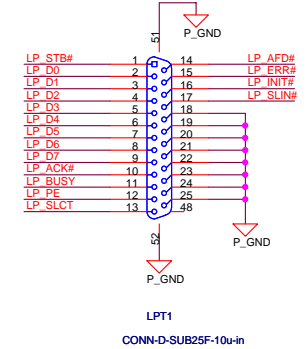 51
P_GND
LP_STB# 1 14 LP_AFD#
LP_D0 2 15 LP_ERR#
LP_D1 3 16 LP_INIT#
LP_D2 4 17 LP_SLIN#
LP_D3 5 18
LP_D4 6 19
LP_D5 7 20
LP_D6 8 21
LP_D7 9 22
LP_ACK# 10 23
LP_BUSY 11 24
LP_PE 12 25
LP_SLCT 13 48
52
P_GND
P_GND
LPT1
CONN-D-SUB25F-10u-in